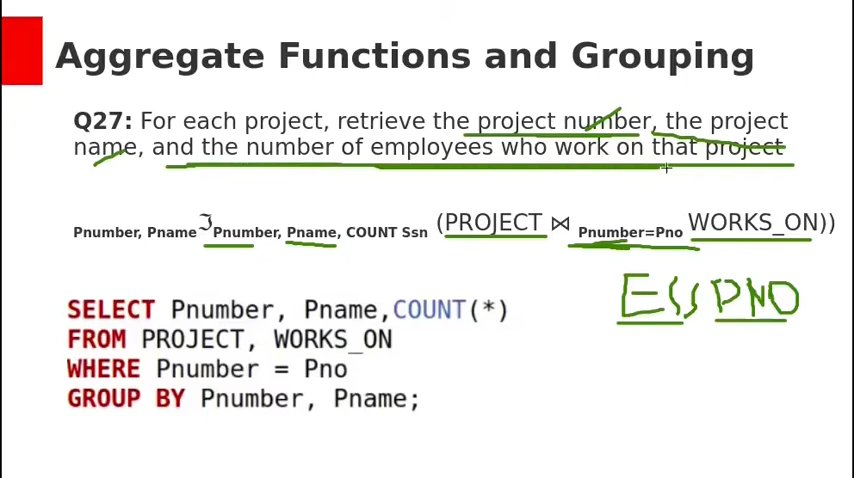 Aggregate Functions and Grouping
Q27: For each project, retrieve the project number, the project
name, and the number of employees who work on that project
Pnumber, Pname ℑ Pnumber, Pname, COUNT Ssn (PROJECT ⋈ Pnumber=Pno WORKS_ON))
ESS PNO
SELECT Pnumber, Pname,COUNT(*)
FROM PROJECT, WORKS_ON
WHERE Pnumber = Pno
GROUP BY Pnumber, Pname;